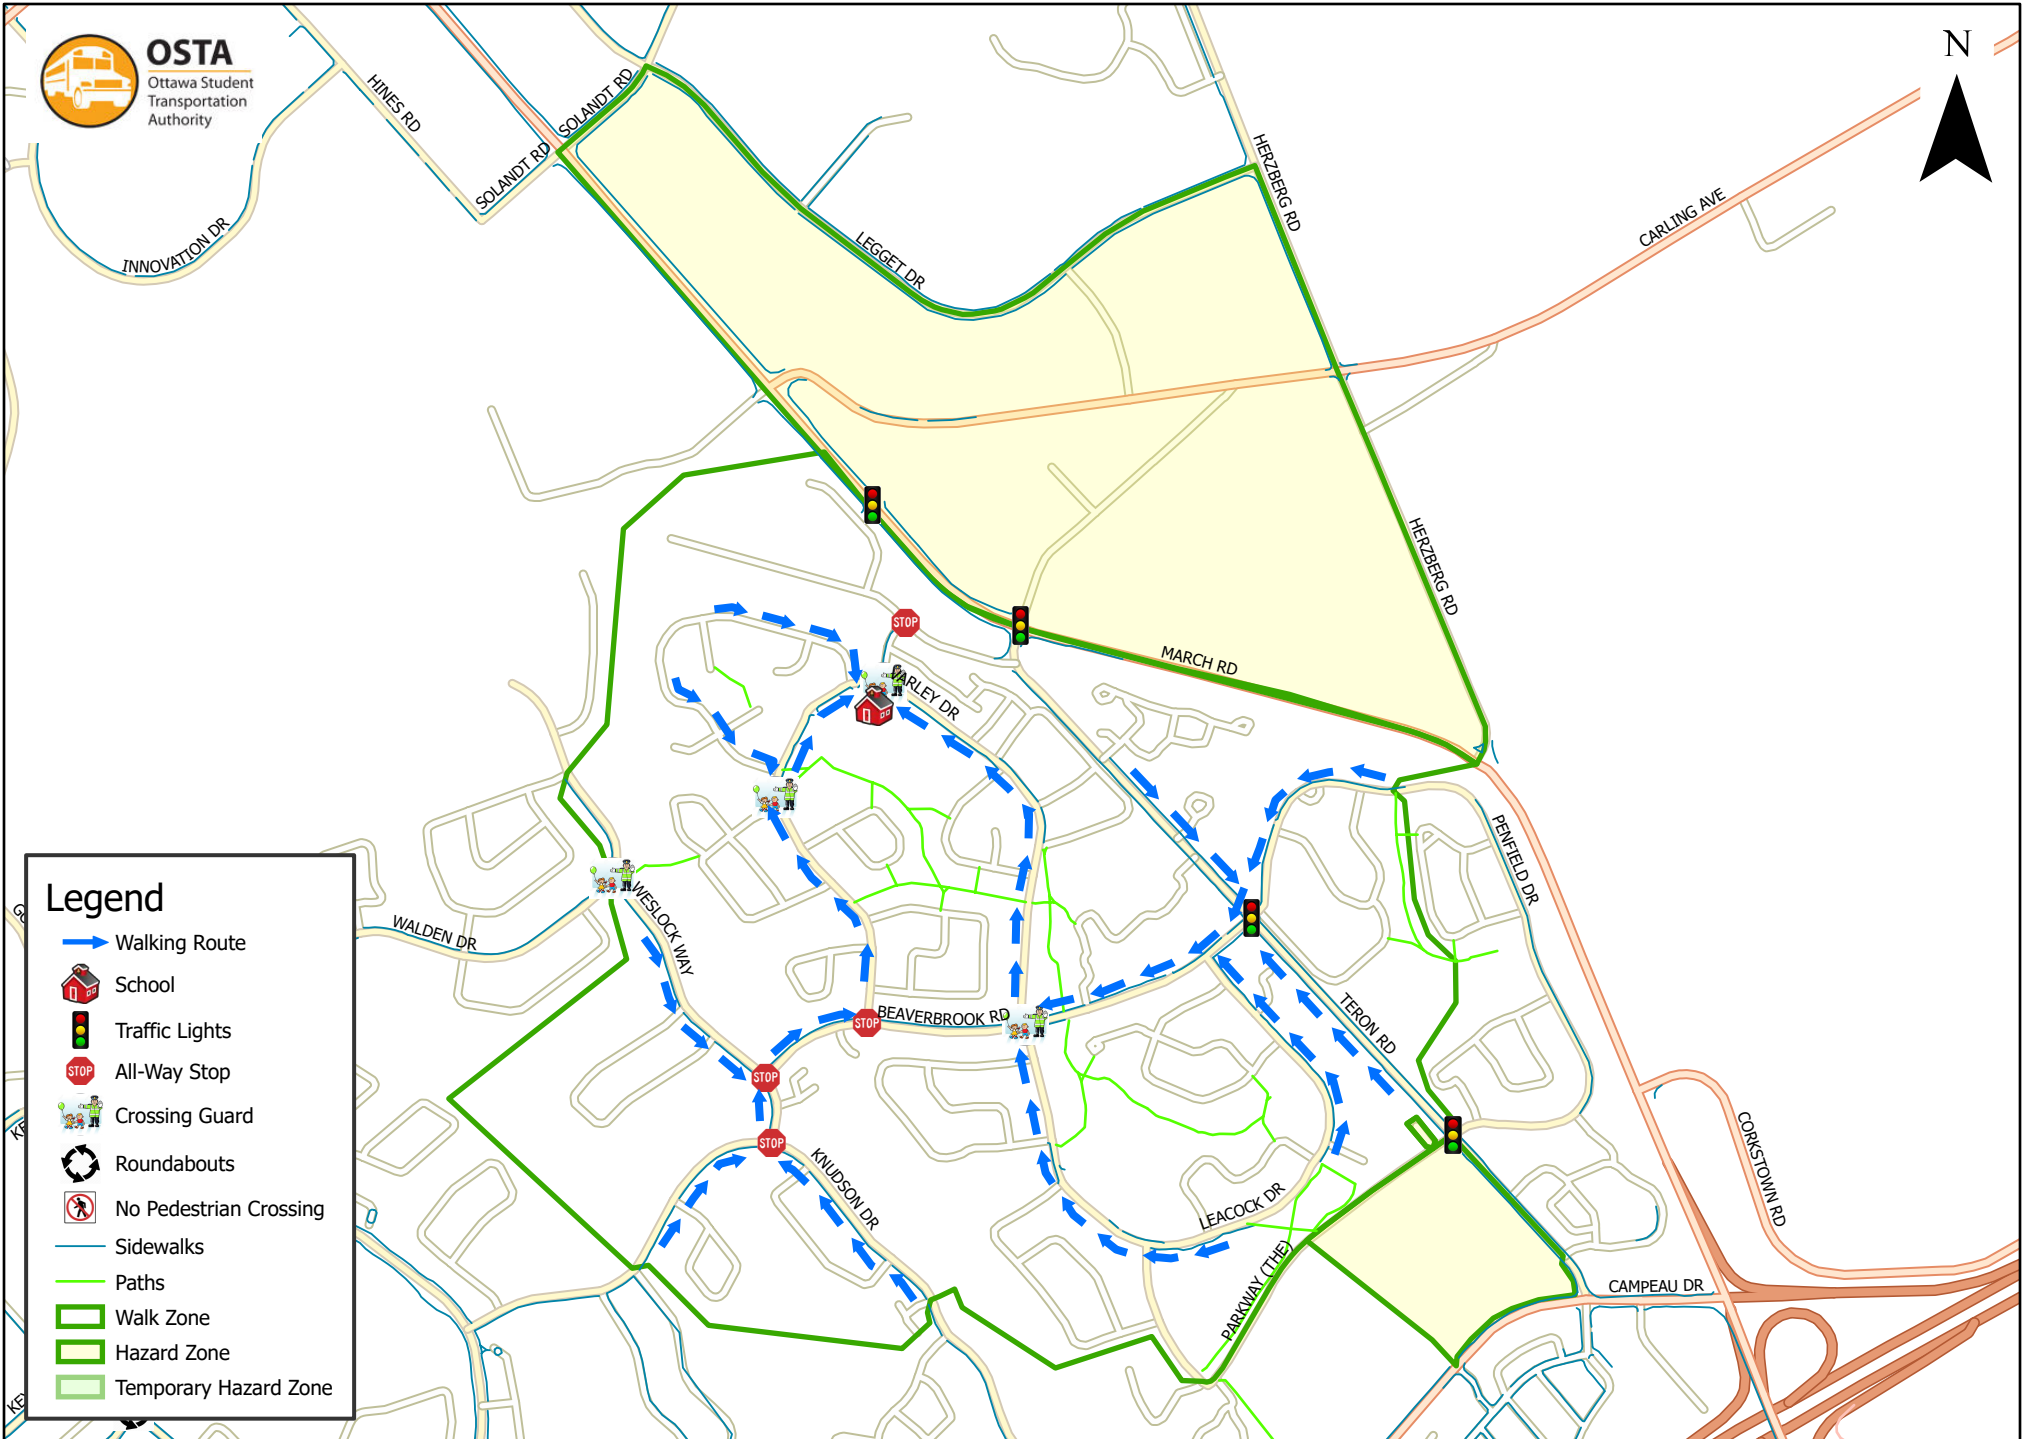 OSTA
Ottawa Student
Transportation
Authority
N
HINES RD
SOLANDT RD
SOLANDT RD
INNOVATION DR
LEGGET DR
HERZBERG RD
CARLING AVE
HERZBERG RD
MARCH RD
VARLEY DR
STOP
PENFIELD DR
WALDEN DR
WESLOCK WAY
BEAVERBROOK RD
STOP
STOP
STOP
TERON RD
KNUDSON DR
LEACOCK DR
PARKWAY (THE)
CORKSTOWN RD
CAMPEAU DR
Legend
Walking Route
School
Traffic Lights
STOP
All-Way Stop
Crossing Guard
Roundabouts
No Pedestrian Crossing
Sidewalks
Paths
Walk Zone
Hazard Zone
Temporary Hazard Zone